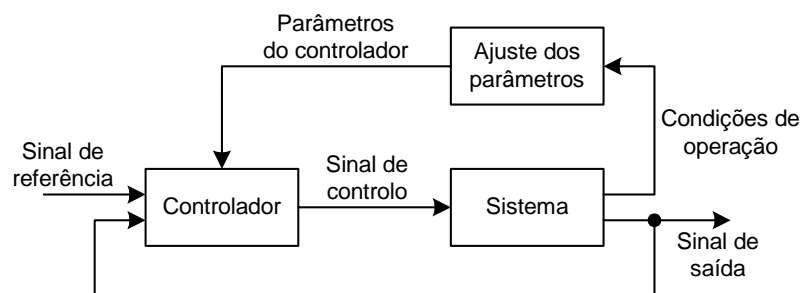 Parâmetros
do controlador
Ajuste dos
parâmetros
Condições de
operação
Sinal de
referência
Controlador
Sinal de
controlo
Sistema
Sinal de
saída